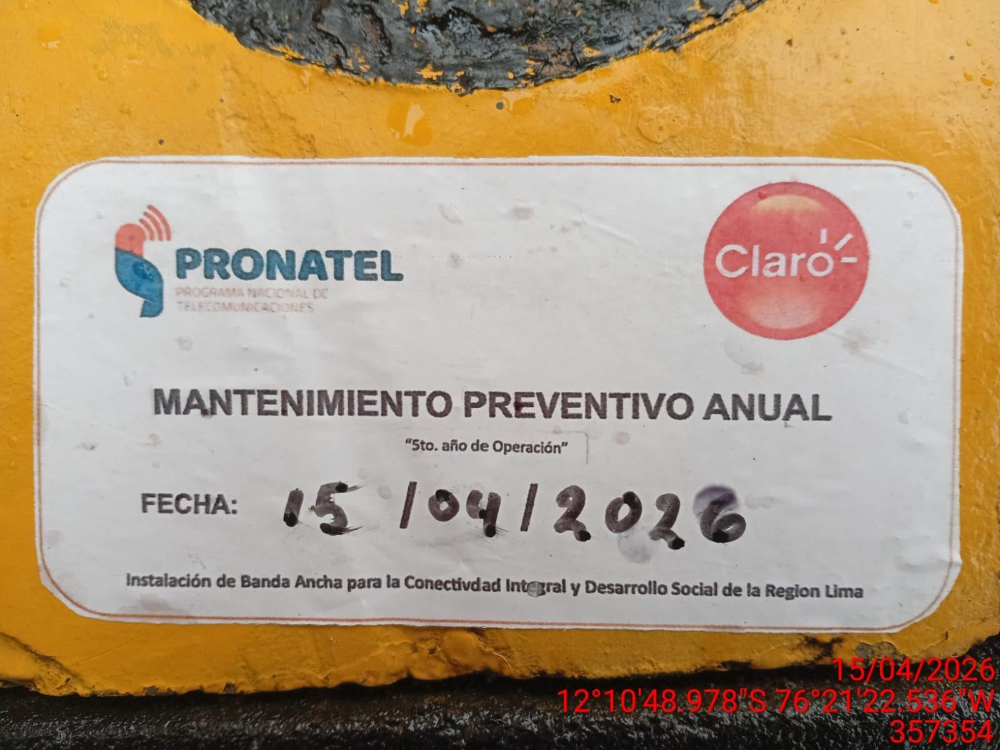 PRONATEL
PROGRAMA NACIONAL DE
TELECOMUNICACIONES
Claro
MANTENIMIENTO PREVENTIVO ANUAL
"5to. año de Operación"
FECHA: 15/04/2026
Instalación de Banda Ancha para la Conectivdad Integral y Desarrollo Social de la Region Lima
15/04/2026
12°10'48.978"S 76°21'22.536"W
357354